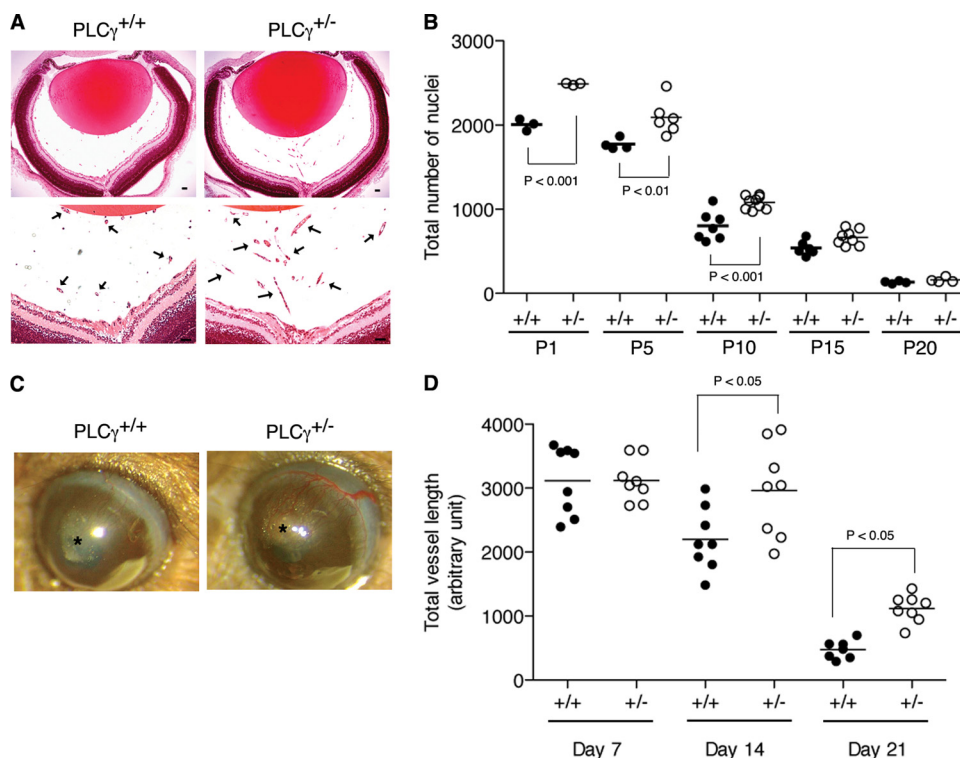 A
PLCγ+/+ PLCγ+/-
B
Total number of nuclei
3000
2000
1000
0
P < 0.001
P < 0.01
P < 0.001
+/+ +/- +/+ +/- +/+ +/- +/+ +/- +/+ +/-
P1 P5 P10 P15 P20
C
PLCγ+/+ PLCγ+/-
*
*
D
Total vessel length
(arbitrary unit)
4000
3000
2000
1000
0
P < 0.05
P < 0.05
+/+ +/- +/+ +/- +/+ +/-
Day 7 Day 14 Day 21